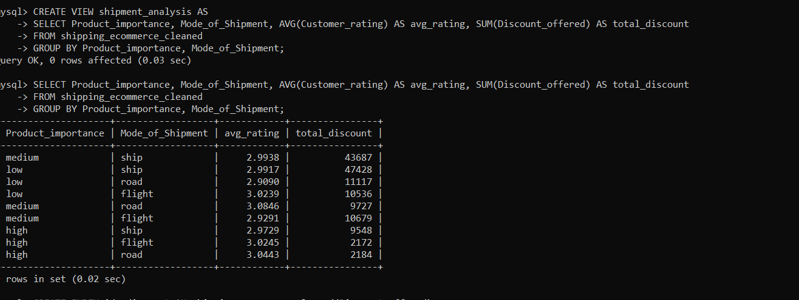 mysql> CREATE VIEW shipment_analysis AS
-> SELECT Product_importance, Mode_of_Shipment, AVG(Customer_rating) AS avg_rating, SUM(Discount_offered) AS total_discount
-> FROM shipping_ecommerce_cleaned
-> GROUP BY Product_importance, Mode_of_Shipment;
Query OK, 0 rows affected (0.03 sec)
mysql> SELECT Product_importance, Mode_of_Shipment, AVG(Customer_rating) AS avg_rating, SUM(Discount_offered) AS total_discount
-> FROM shipping_ecommerce_cleaned
-> GROUP BY Product_importance, Mode_of_Shipment;
--------------------+------------------+------------+----------------+
Product_importance | Mode_of_Shipment | avg_rating | total_discount |
--------------------+------------------+------------+----------------+
medium | ship | 2.9938 | 43687 |
low | ship | 2.9917 | 47428 |
low | road | 2.9090 | 11117 |
low | flight | 3.0239 | 10536 |
medium | road | 3.0846 | 9727 |
medium | flight | 2.9291 | 10679 |
high | ship | 2.9729 | 9548 |
high | flight | 3.0245 | 2172 |
high | road | 3.0443 | 2184 |
--------------------+------------------+------------+----------------+
rows in set (0.02 sec)